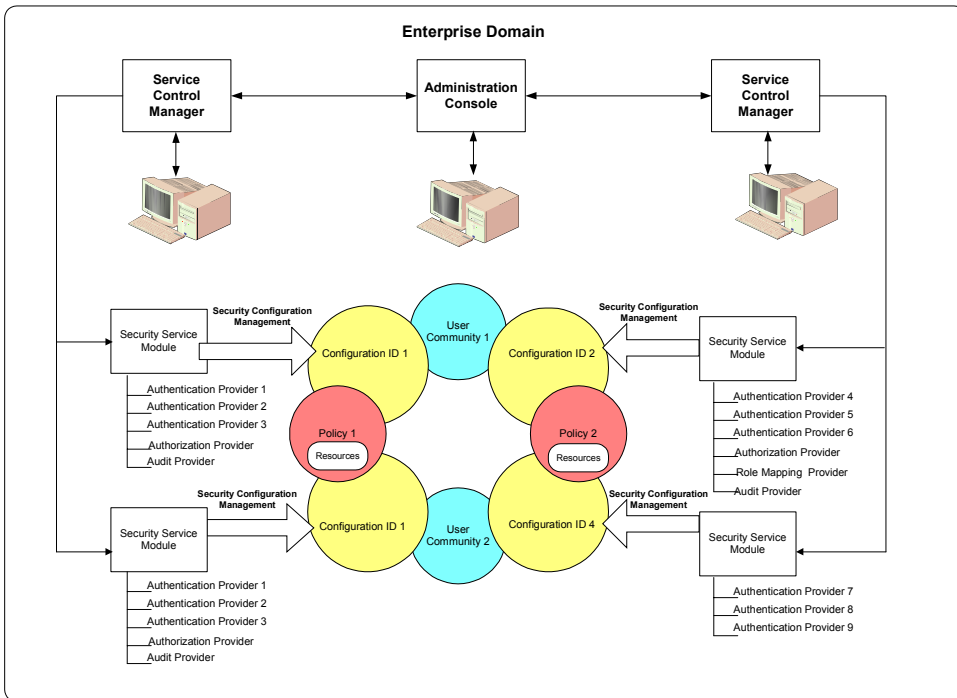 Enterprise Domain
Service
Control
Manager
Administration
Console
Service
Control
Manager
Security Configuration
Management
Security Service
Module
Configuration ID 1
User
Community 1
Configuration ID 2
Security Configuration
Management
Security Service
Module
Authentication Provider 1
Authentication Provider 2
Authentication Provider 3
Authorization Provider
Audit Provider
Policy 1
Resources
Policy 2
Resources
Authentication Provider 4
Authentication Provider 5
Authentication Provider 6
Authorization Provider
Role Mapping Provider
Audit Provider
Security Configuration
Management
Security Service
Module
Configuration ID 1
User
Community 2
Configuration ID 4
Security Configuration
Management
Security Service
Module
Authentication Provider 1
Authentication Provider 2
Authentication Provider 3
Authorization Provider
Audit Provider
Authentication Provider 7
Authentication Provider 8
Authentication Provider 9